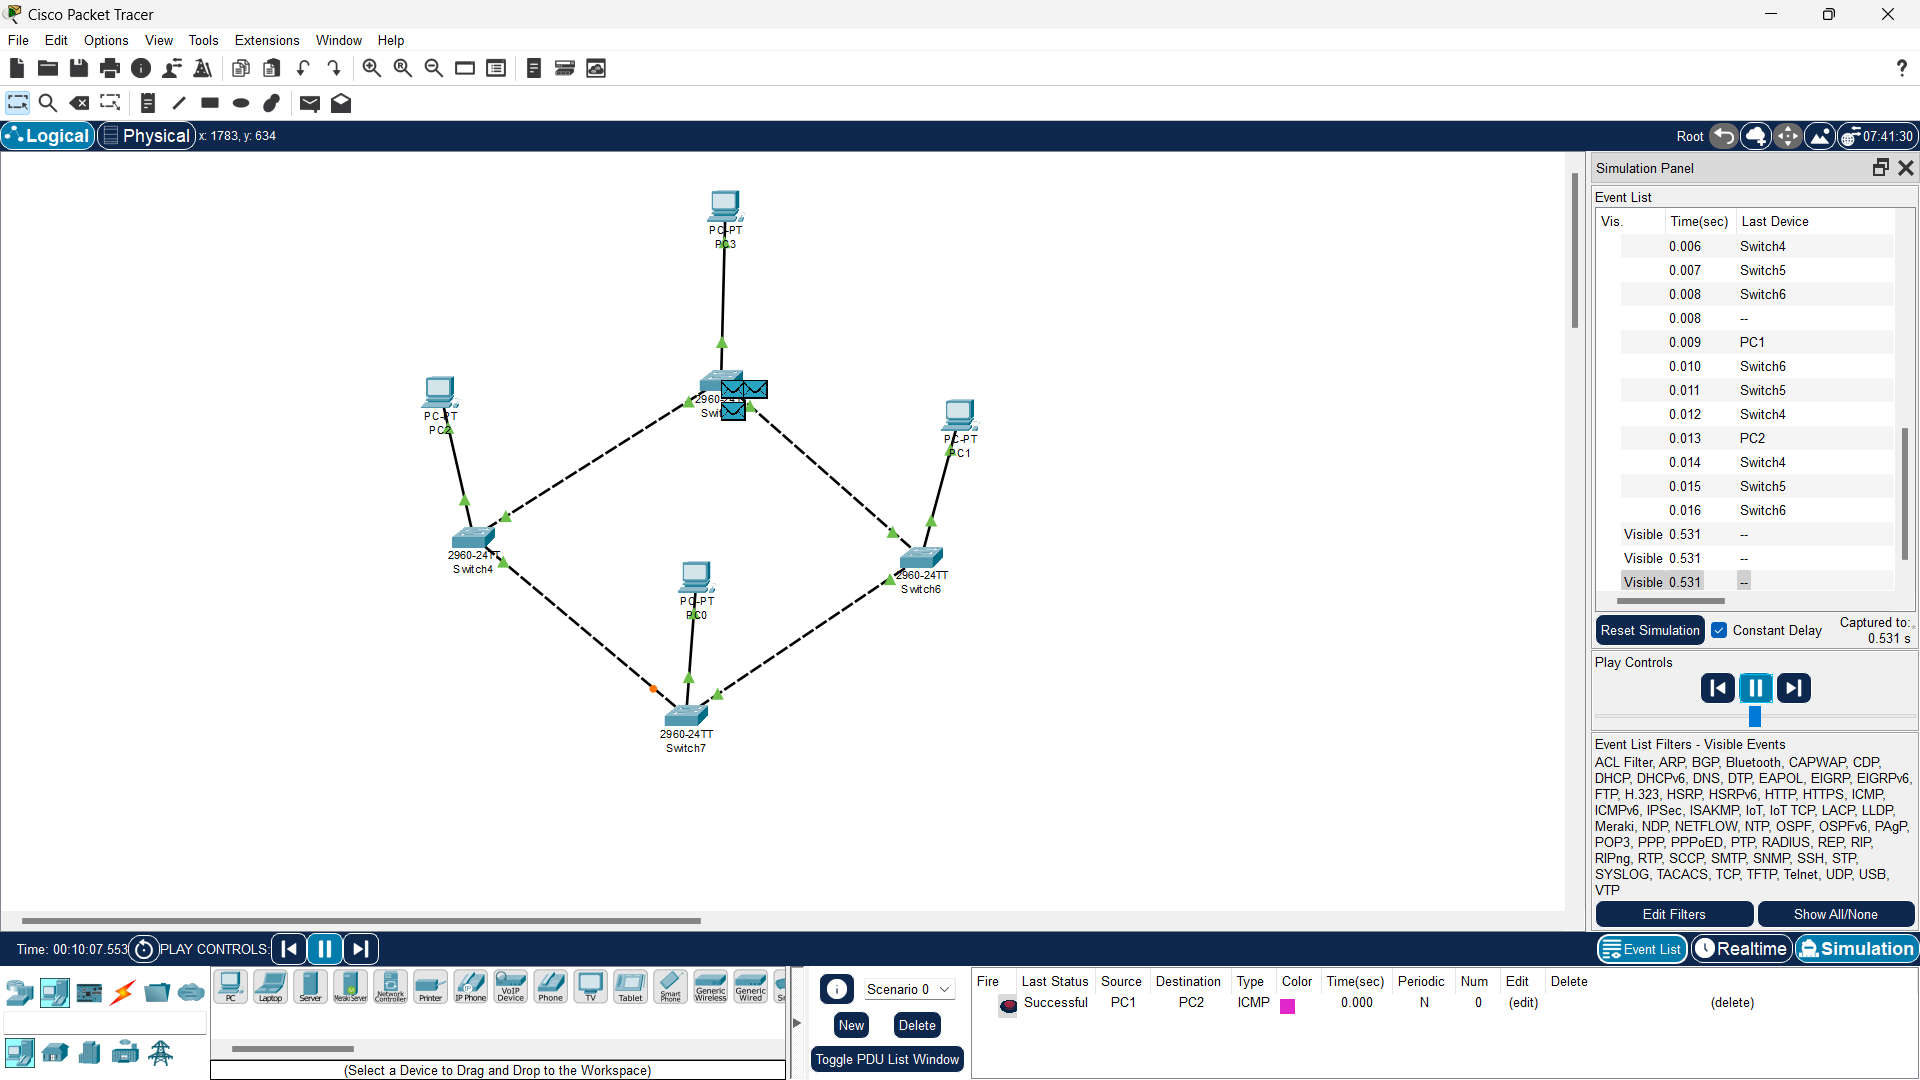 Cisco Packet Tracer
File Edit Options View Tools Extensions Window Help
Logical Physical x: 1783, y: 634 Root 07:41:30
PC-PT
PC3
2960-24TT
PC-PT
PC2
PC-PT
PC1
2960-24TT
Switch4
2960-24TT
Switch6
PC-PT
PC0
2960-24TT
Switch7
Simulation Panel
Event List
Vis. Time(sec) Last Device
0.006 Switch4
0.007 Switch5
0.008 Switch6
0.008 --
0.009 PC1
0.010 Switch6
0.011 Switch5
0.012 Switch4
0.013 PC2
0.014 Switch4
0.015 Switch5
0.016 Switch6
Visible 0.531 --
Visible 0.531 --
Visible 0.531 --
Reset Simulation Constant Delay Captured to:
0.531 s
Play Controls
Event List Filters - Visible Events
ACL Filter, ARP, BGP, Bluetooth, CAPWAP, CDP,
DHCP, DHCPv6, DNS, DTP, EAPOL, EIGRP, EIGRPv6,
FTP, H.323, HSRP, HSRPv6, HTTP, HTTPS, ICMP,
ICMPv6, IPSec, ISAKMP, IoT, IoT TCP, LACP, LLDP,
Meraki, NDP, NETFLOW, NTP, OSPF, OSPFv6, PAgP,
POP3, PPP, PPPoED, PTP, RADIUS, REP, RIP,
RIPng, RTP, SCCP, SMTP, SNMP, SSH, STP,
SYSLOG, TACACS, TCP, TFTP, Telnet, UDP, USB,
VTP
Edit Filters Show All/None
Time: 00:10:07.553 PLAY CONTROLS: Event List Realtime Simulation
PC Laptop Server MerakiServer Network Controller Printer IP Phone VoIP Device Phone TV Tablet Smart Phone Generic Wireless Generic Wired
(Select a Device to Drag and Drop to the Workspace)
Scenario 0
New Delete
Toggle PDU List Window
Fire Last Status Source Destination Type Color Time(sec) Periodic Num Edit Delete
Successful PC1 PC2 ICMP 0.000 N 0 (edit) (delete)